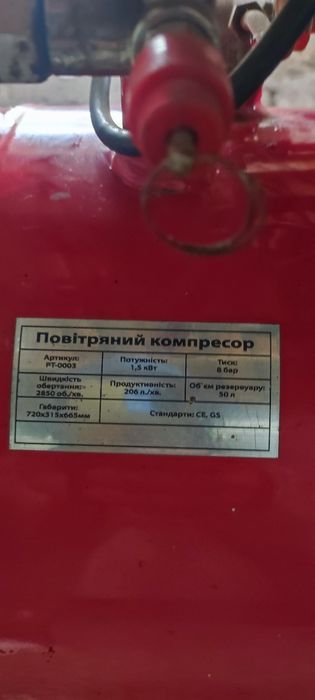 Повітряний компресор
Артикул: Потужність: Тиск:
PT-0003 1,5 кВт 8 бар
Швидкість обертання: Продуктивність: Об'єм резервуару:
2850 об./хв. 206 л./хв. 50 л
Габарити: Стандарти: CE, GS
720х315х665мм